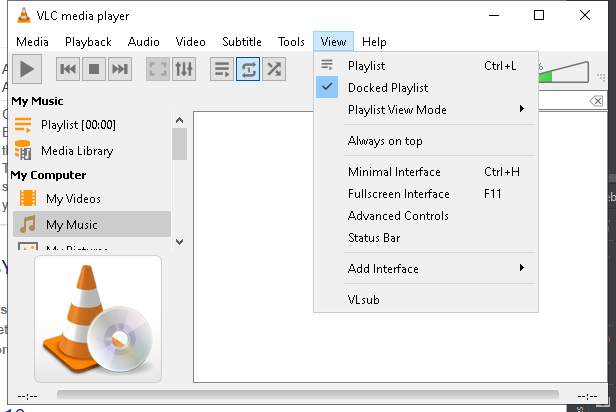 VLC media player
Media Playback Audio Video Subtitle Tools View Help
%
My Music
Playlist [00:00]
Media Library
My Computer
My Videos
My Music
My Pictures
Playlist Ctrl+L
Docked Playlist
Playlist View Mode
Always on top
Minimal Interface Ctrl+H
Fullscreen Interface F11
Advanced Controls
Status Bar
Add Interface
VLsub
--:-- --:--